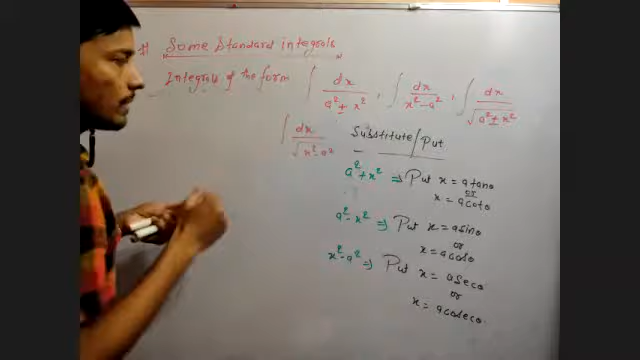 Some Standard integrals
Integrals of the form ∫ dx/(a² ± x²) , ∫ dx/(x² - a²) , ∫ dx/√(a² ± x²)
∫ dx/√(x² - a²) Substitute/Put
a² + x² ⇒ Put x = a tanθ
or
x = a cotθ
a² - x² ⇒ Put x = a sinθ
or
x = a cosθ
x² - a² ⇒ Put x = a secθ
or
x = a cosecθ.